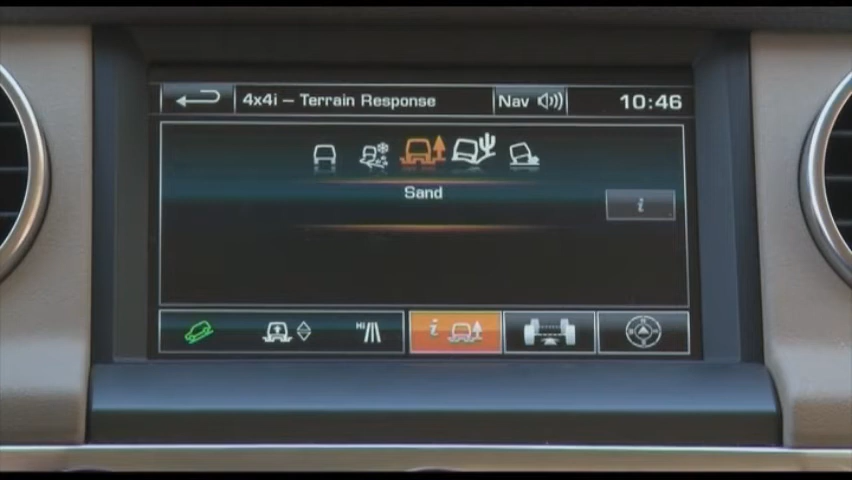 4x4i – Terrain Response Nav 10:46
Sand
i
Hi i